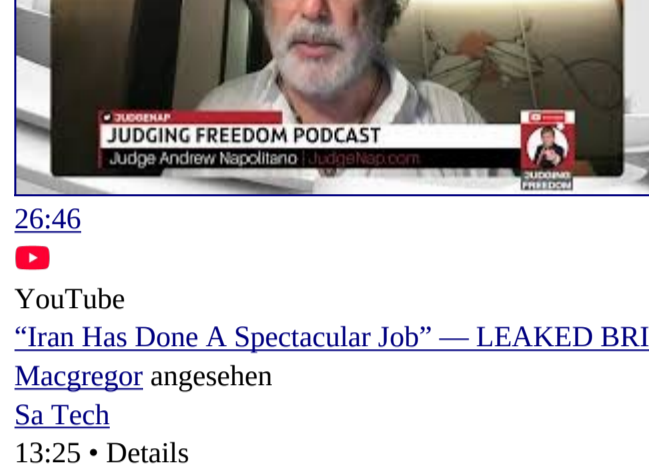 JUDGENAP
JUDGING FREEDOM PODCAST
Judge Andrew Napolitano | JudgeNap.com
JUDGING
FREEDOM
26:46
YouTube
“Iran Has Done A Spectacular Job” — LEAKED BRI
Macgregor angesehen
Sa Tech
13:25 • Details